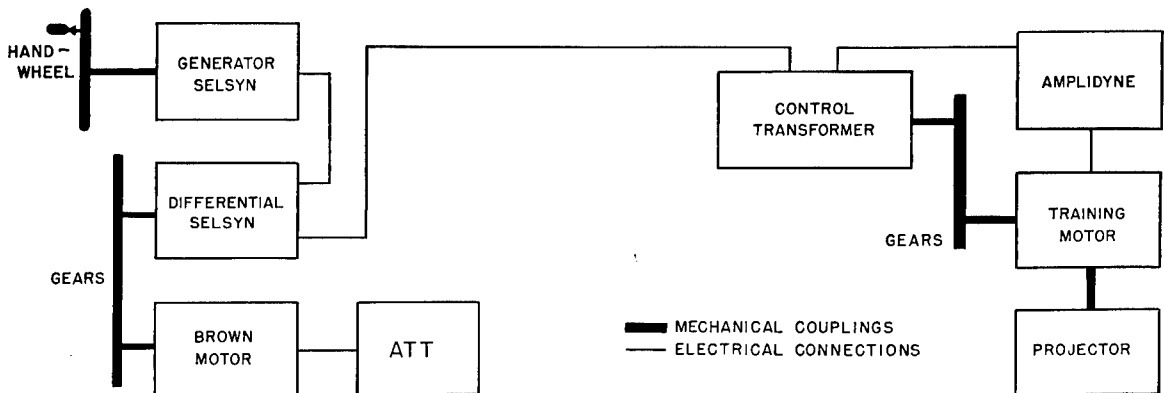 HAND-
WHEEL
GENERATOR
SELSYN
DIFFERENTIAL
SELSYN
GEARS
BROWN
MOTOR
ATT
CONTROL
TRANSFORMER
AMPLIDYNE
GEARS
TRAINING
MOTOR
PROJECTOR
MECHANICAL COUPLINGS
ELECTRICAL CONNECTIONS